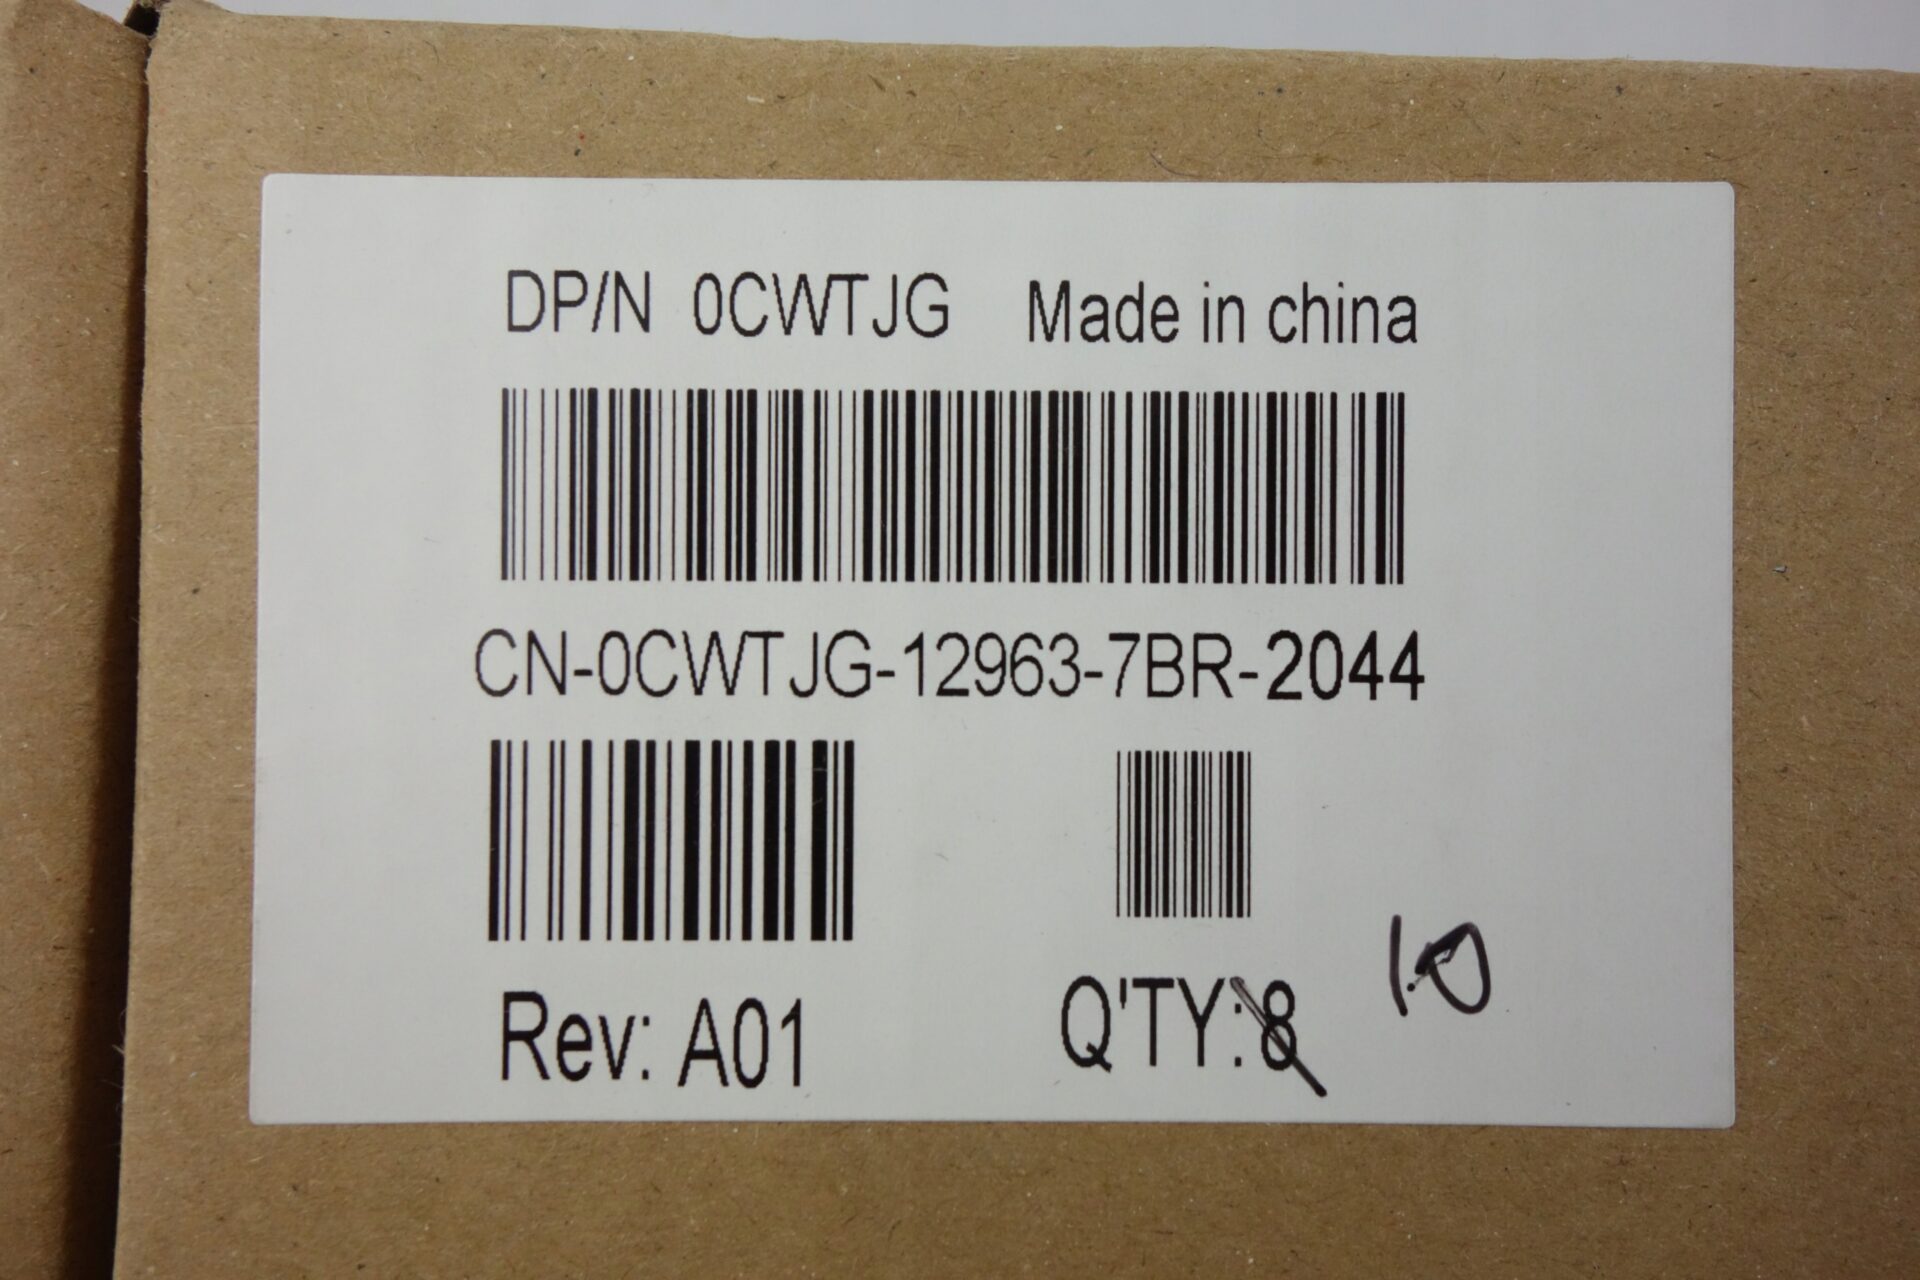 DP/N 0CWTJG Made in china
CN-0CWTJG-12963-7BR-2044
Rev: A01 Q'TY:8 10